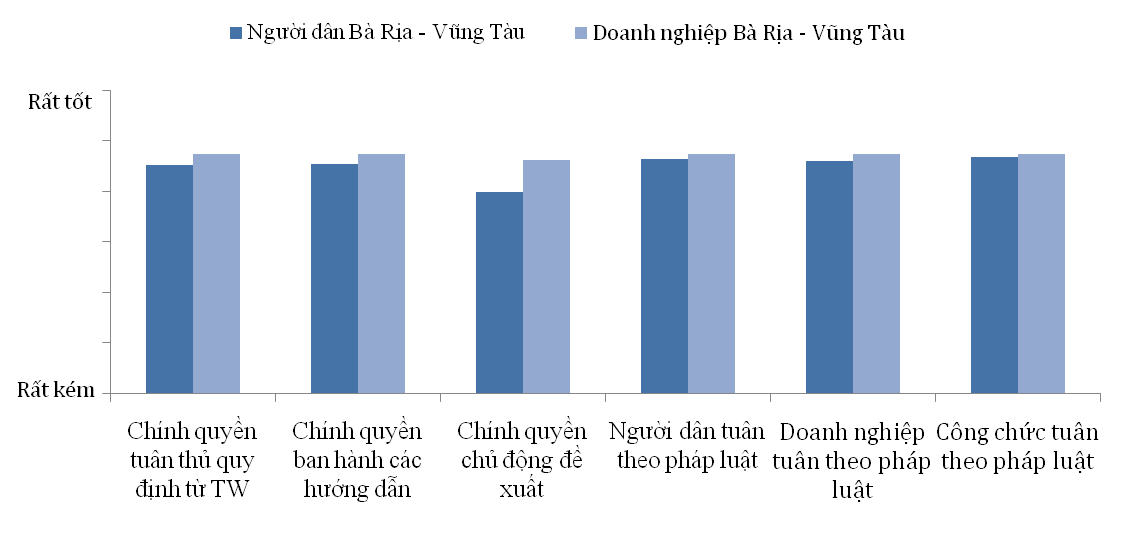 Người dân Bà Rịa - Vũng Tàu
Doanh nghiệp Bà Rịa - Vũng Tàu
Rất tốt
Rất kém
Chính quyền
tuân thủ quy
định từ TW
Chính quyền
ban hành các
hướng dẫn
Chính quyền
chủ động đề
xuất
Người dân tuân
theo pháp luật
Doanh nghiệp
tuân theo pháp
luật
Công chức tuân
theo pháp luật